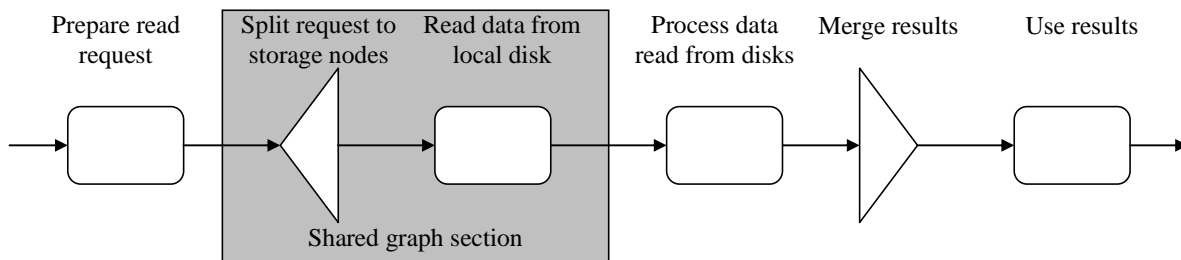 Prepare read
request
Split request to
storage nodes
Read data from
local disk
Process data
read from disks
Merge results
Use results
Shared graph section